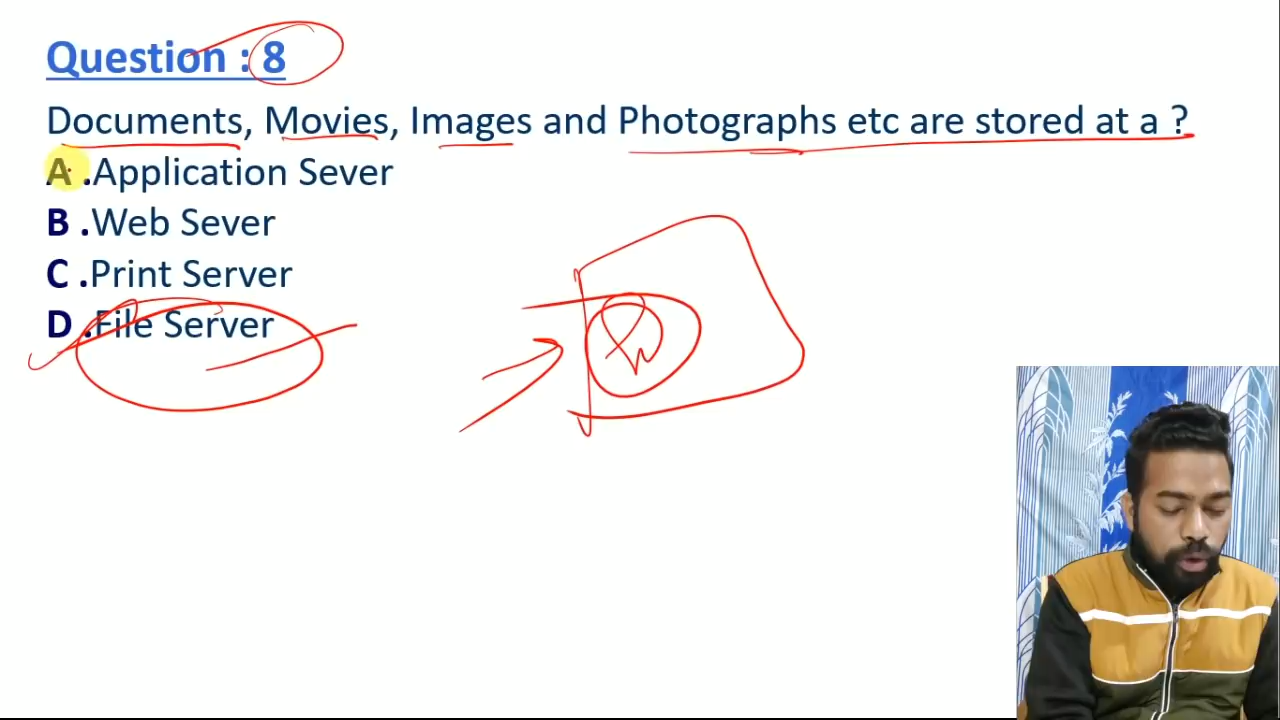 Question : 8
Documents, Movies, Images and Photographs etc are stored at a ?
A .Application Sever
B .Web Sever
C .Print Server
D .File Server